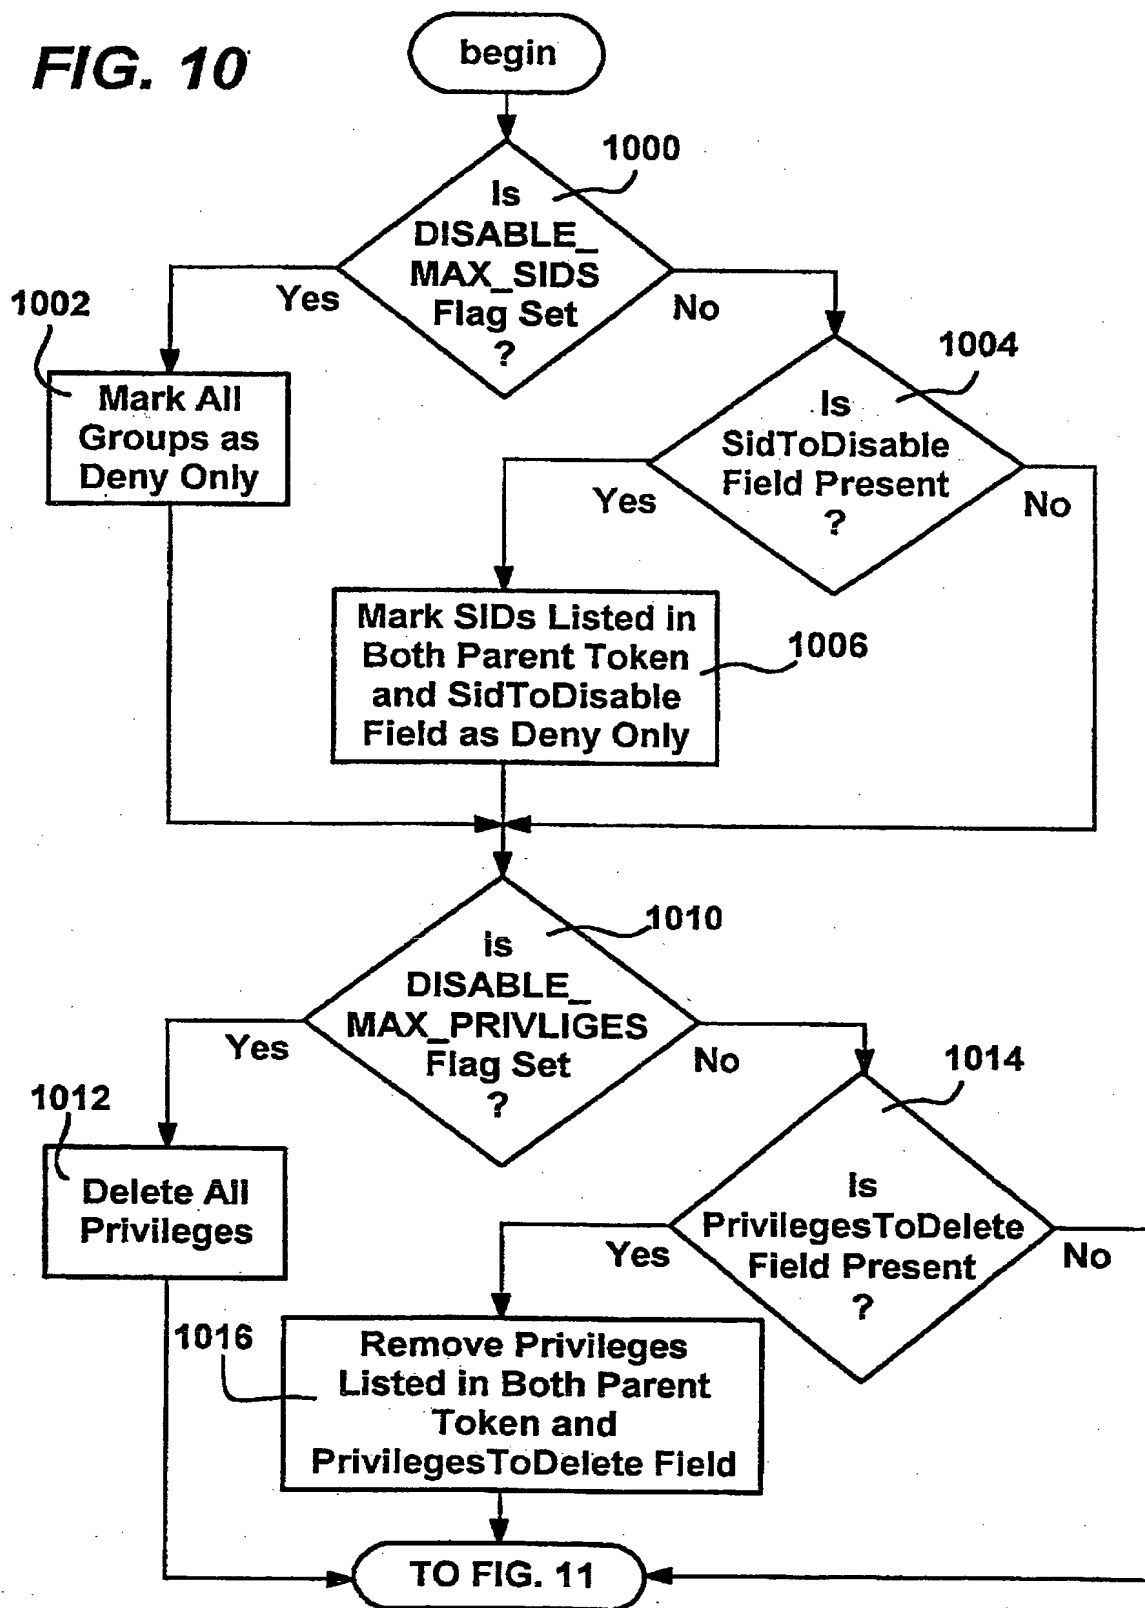 FIG. 10
begin
1000
Is
DISABLE_
MAX_SIDS
Flag Set
?
Yes
No
1002
Mark All
Groups as
Deny Only
1004
Is
SidToDisable
Field Present
?
Yes
No
Mark SIDs Listed in
Both Parent Token
and SidToDisable
Field as Deny Only
1006
1010
is
DISABLE_
MAX_PRIVLIGES
Flag Set
?
Yes
No
1012
Delete All
Privileges
1014
Is
PrivilegesToDelete
Field Present
?
Yes
No
1016
Remove Privileges
Listed in Both Parent
Token and
PrivilegesToDelete Field
TO FIG. 11